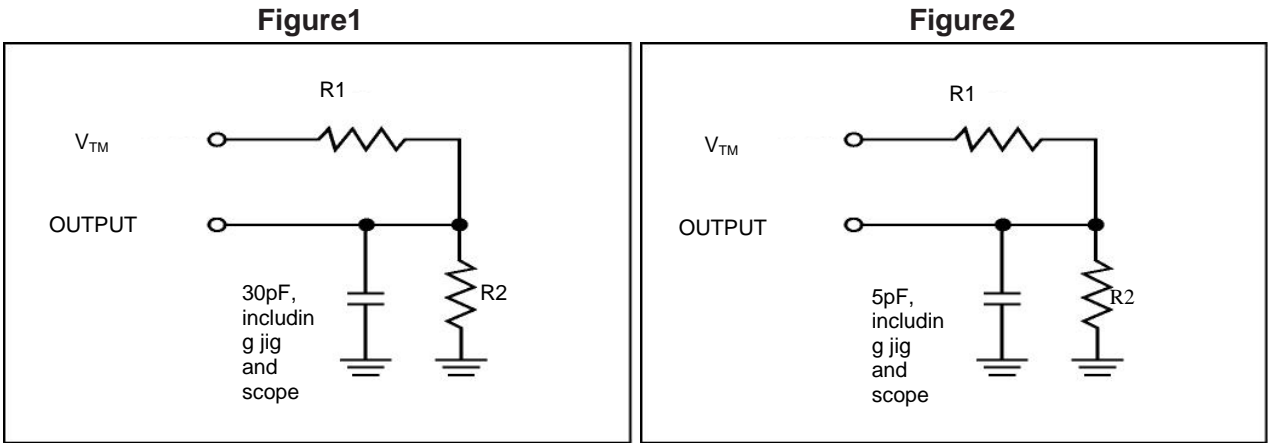 Figure1
Figure2
R1
VTM
OUTPUT
30pF,
includin
g jig
and
scope
R2
R1
VTM
OUTPUT
5pF,
includin
g jig
and
scope
R2